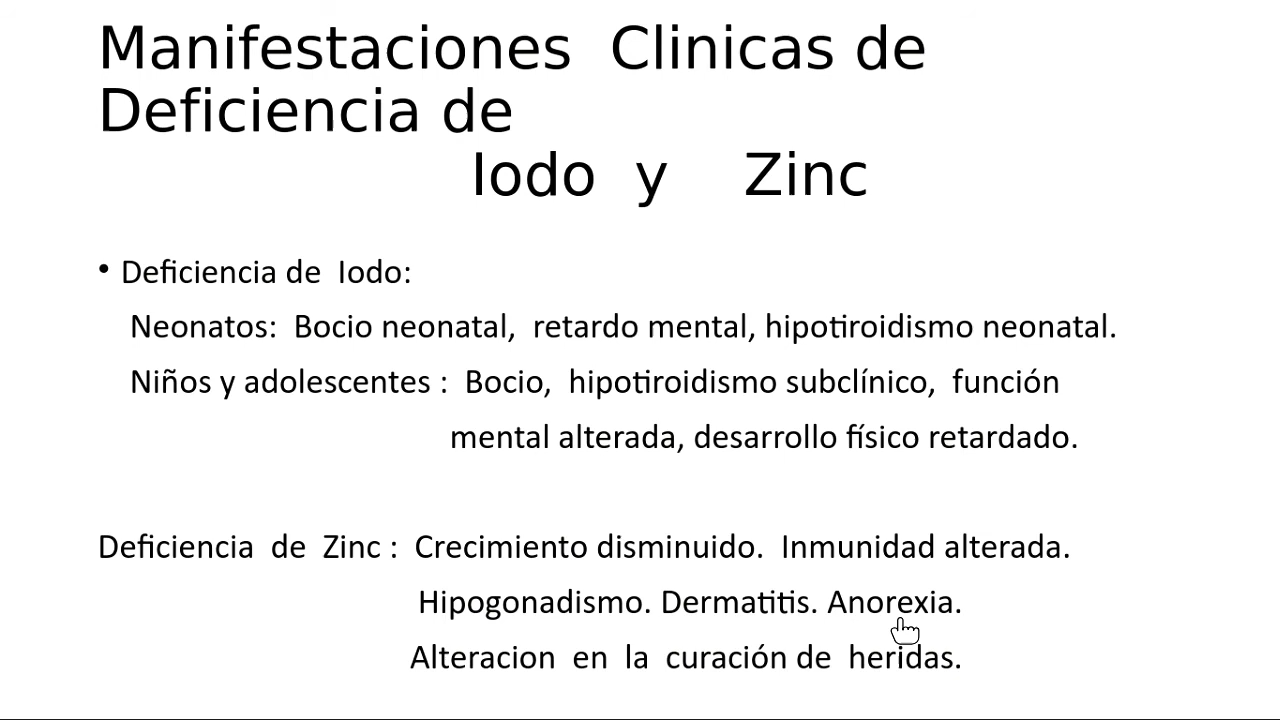 Manifestaciones Clinicas de
Deficiencia de
Iodo y Zinc
• Deficiencia de Iodo:
Neonatos: Bocio neonatal, retardo mental, hipotiroidismo neonatal.
Niños y adolescentes : Bocio, hipotiroidismo subclínico, función
mental alterada, desarrollo físico retardado.
Deficiencia de Zinc : Crecimiento disminuido. Inmunidad alterada.
Hipogonadismo. Dermatitis. Anorexia.
Alteracion en la curación de heridas.